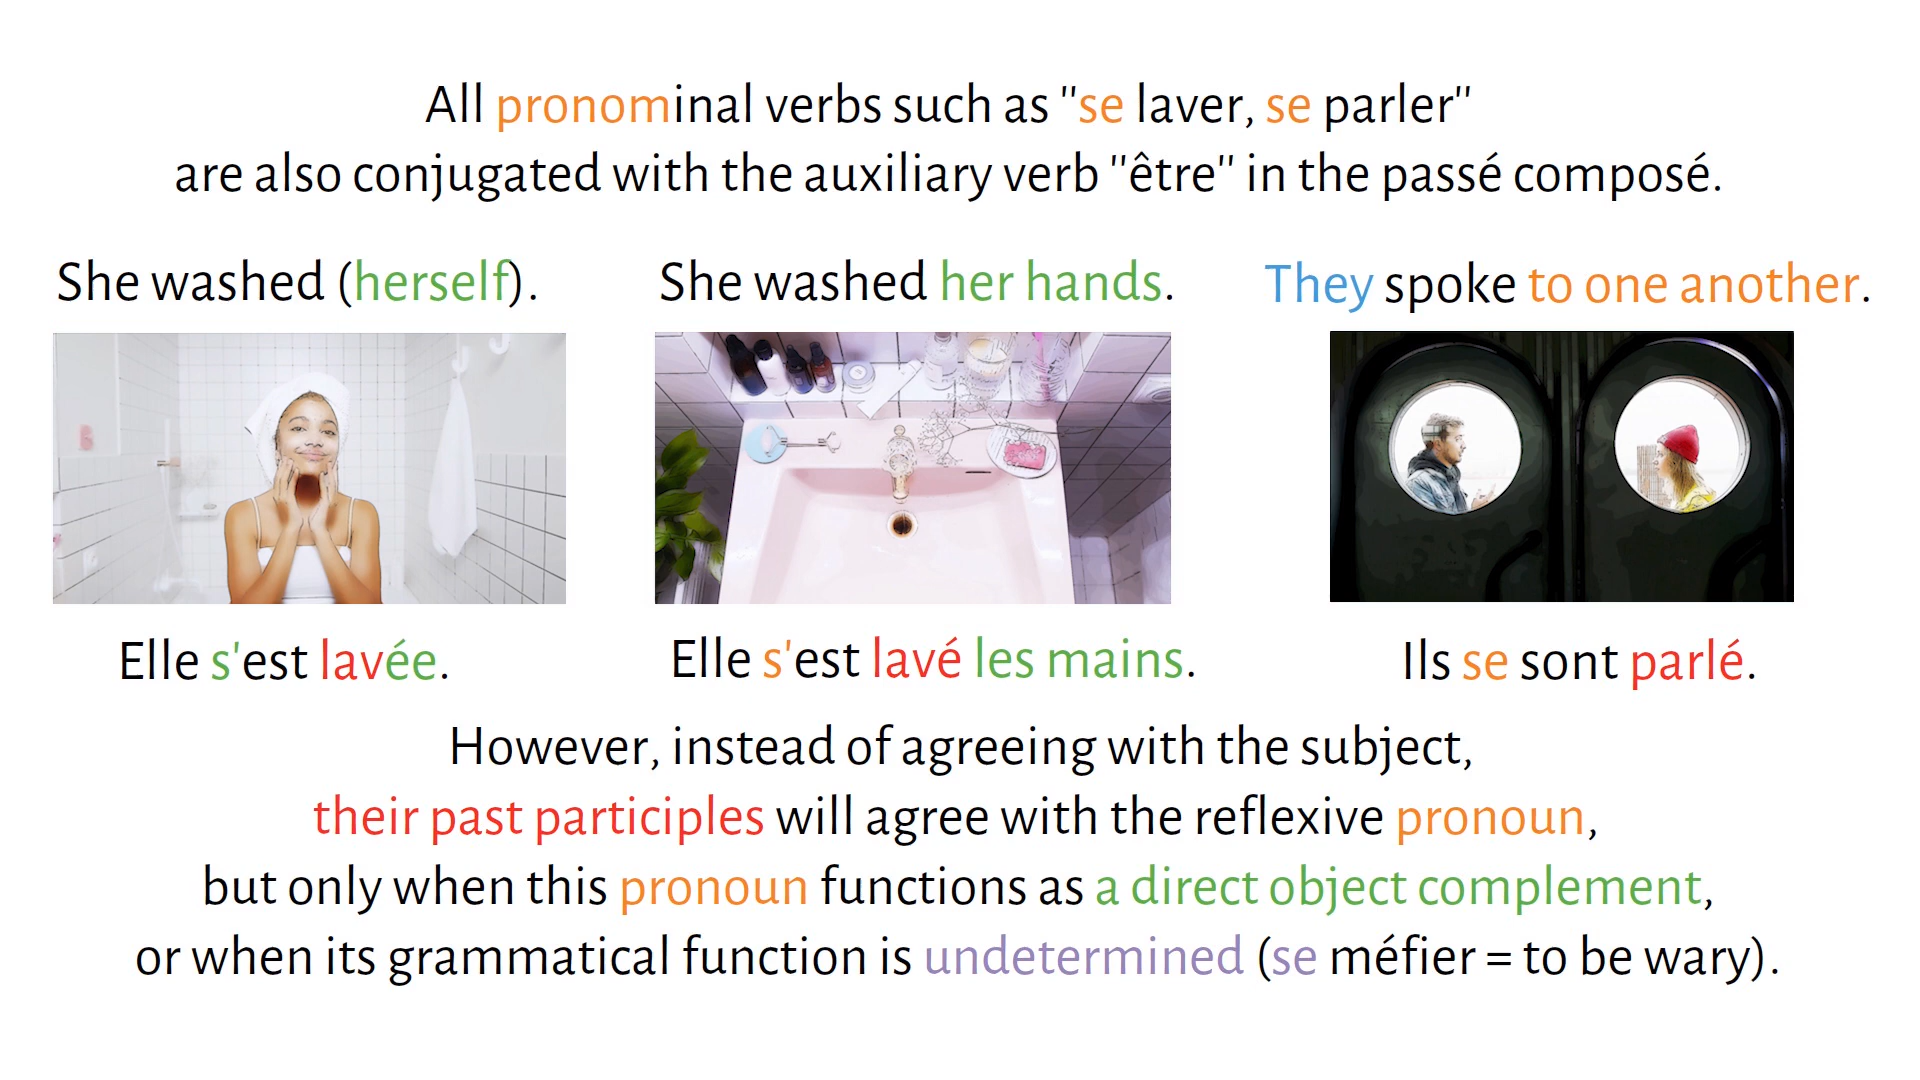 All pronominal verbs such as "se laver, se parler"
are also conjugated with the auxiliary verb "être" in the passé composé.
She washed (herself).
She washed her hands.
They spoke to one another.
Elle s'est lavée.
Elle s'est lavé les mains.
Ils se sont parlé.
However, instead of agreeing with the subject,
their past participles will agree with the reflexive pronoun,
but only when this pronoun functions as a direct object complement,
or when its grammatical function is undetermined (se méfier = to be wary).